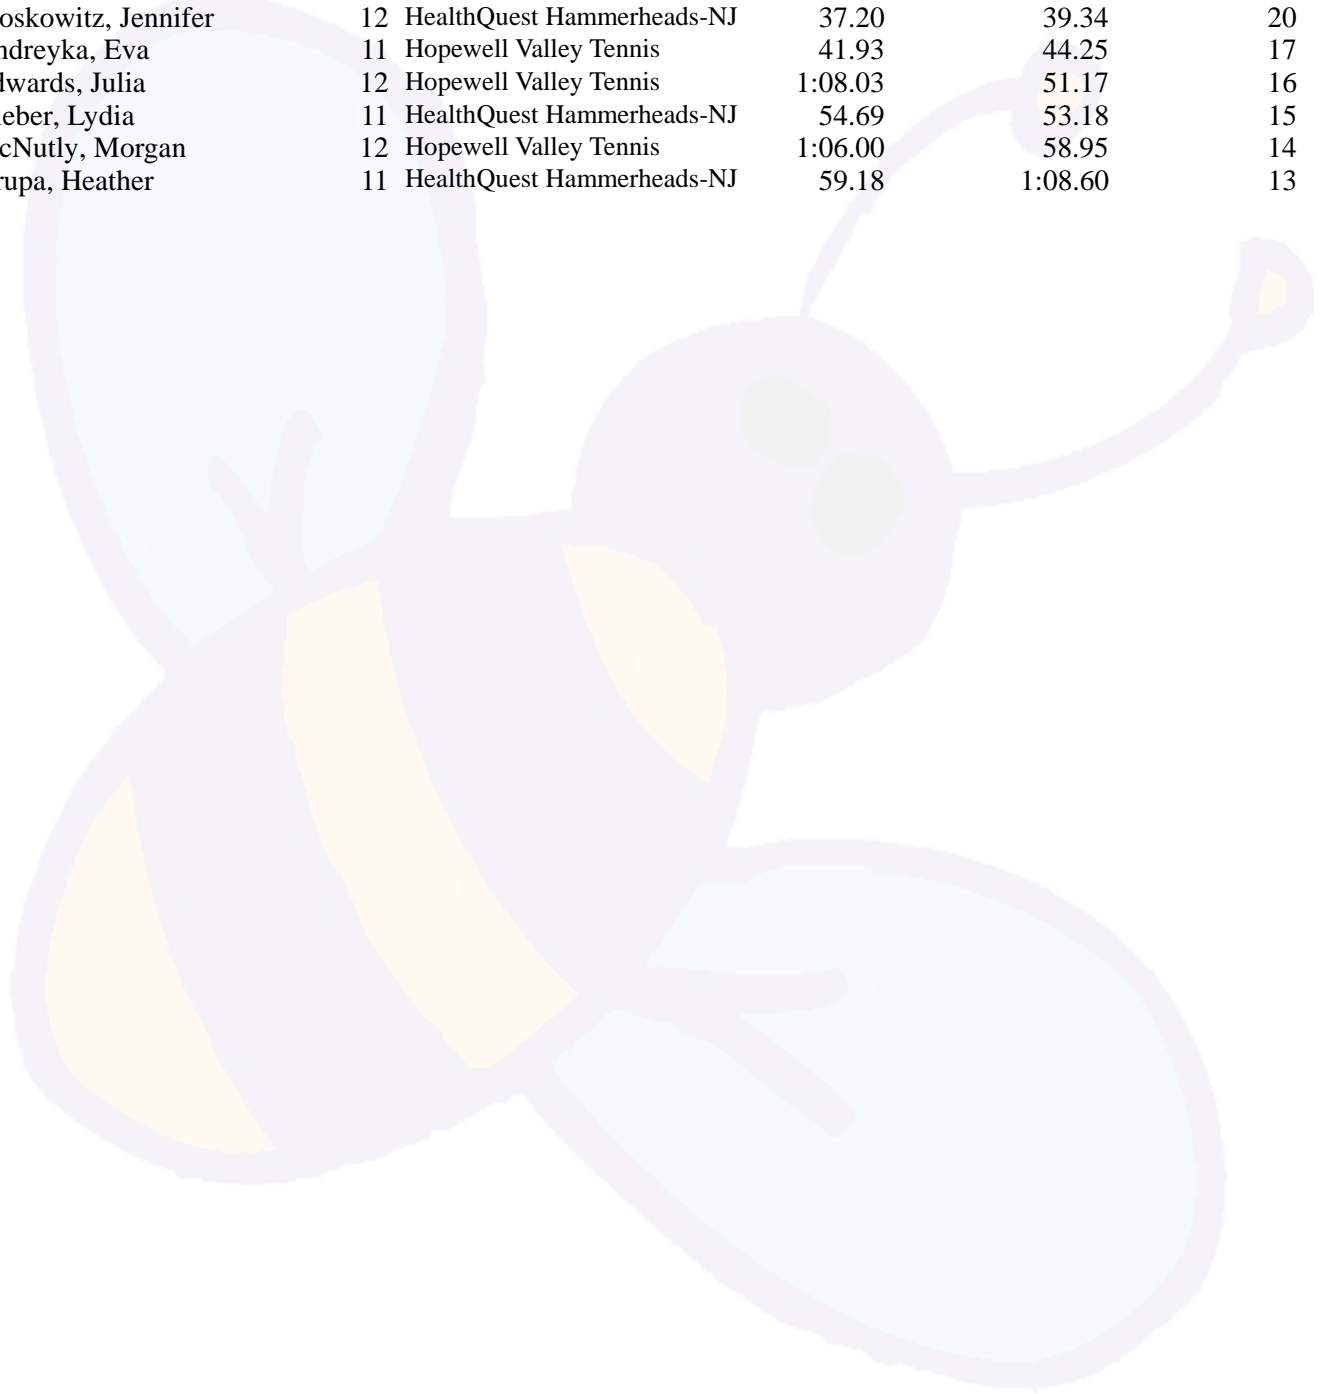 oskowitz, Jennifer 12 HealthQuest Hammerheads-NJ 37.20 39.34 20
ndreyka, Eva 11 Hopewell Valley Tennis 41.93 44.25 17
dwards, Julia 12 Hopewell Valley Tennis 1:08.03 51.17 16
ieber, Lydia 11 HealthQuest Hammerheads-NJ 54.69 53.18 15
cNutly, Morgan 12 Hopewell Valley Tennis 1:06.00 58.95 14
rupa, Heather 11 HealthQuest Hammerheads-NJ 59.18 1:08.60 13